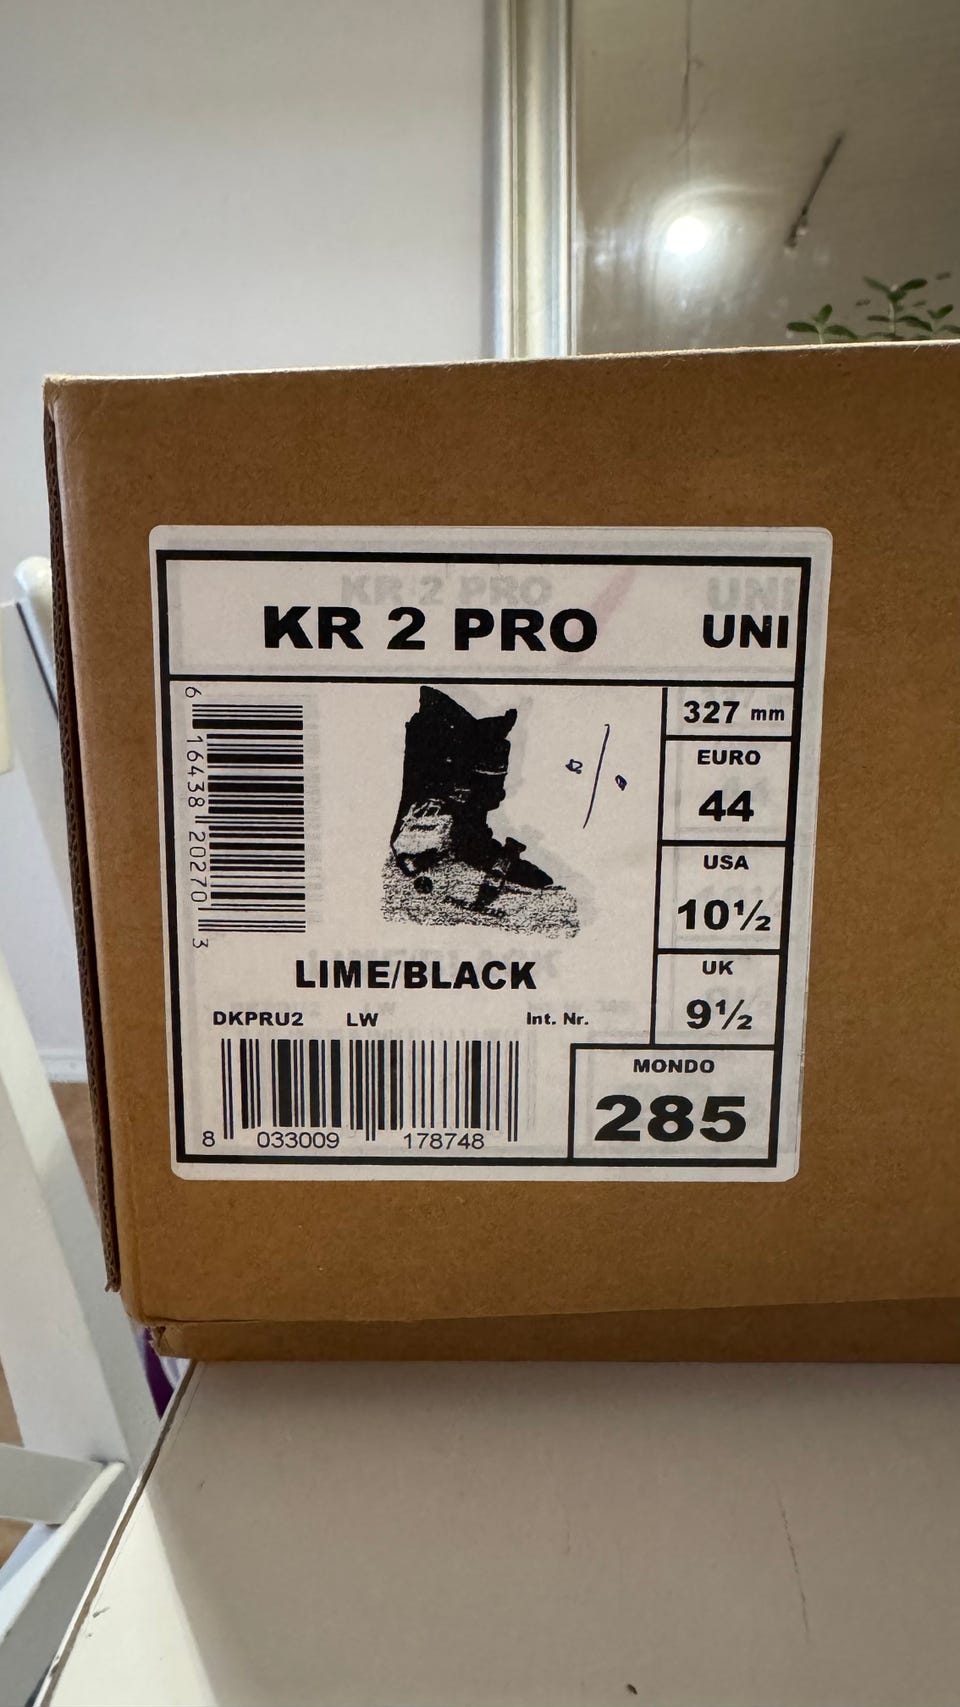 KR 2 PRO UNI
6 16438 20270 3
327 mm
EURO
44
USA
10½
UK
9½
LIME/BLACK
DKPRU2 LW Int. Nr.
8 033009 178748
MONDO
285